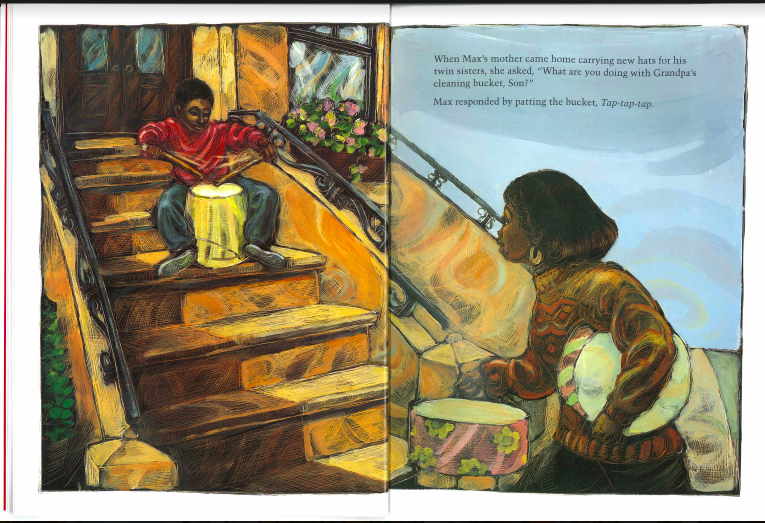 When Max's mother came home carrying new hats for his
twin sisters, she asked, "What are you doing with Grandpa's
cleaning bucket, Son?"
Max responded by patting the bucket, Tap-tap-tap.